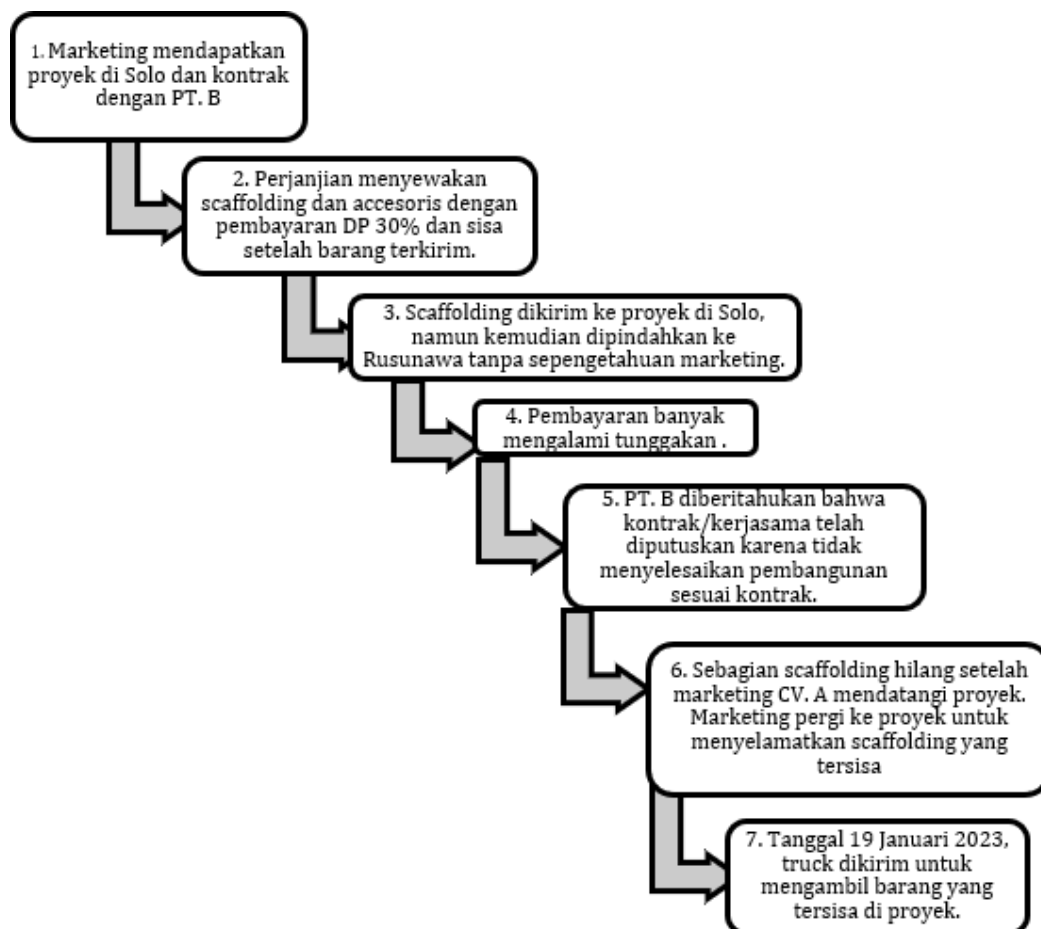 1. Marketing mendapatkan
proyek di Solo dan kontrak
dengan PT. B
2. Perjanjian menyewakan
scaffolding dan accesoris dengan
pembayaran DP 30% dan sisa
setelah barang terkirim.
3. Scaffolding dikirim ke proyek di Solo,
namun kemudian dipindahkan ke
Rusunawa tanpa sepengetahuan marketing.
4. Pembayaran banyak
mengalami tunggakan .
5. PT. B diberitahukan bahwa
kontrak/kerjasama telah
diputuskan karena tidak
menyelesaikan pembangunan
sesuai kontrak.
6. Sebagian scaffolding hilang setelah
marketing CV. A mendatangi proyek.
Marketing pergi ke proyek untuk
menyelamatkan scaffolding yang
tersisa
7. Tanggal 19 Januari 2023,
truck dikirim untuk
mengambil barang yang
tersisa di proyek.